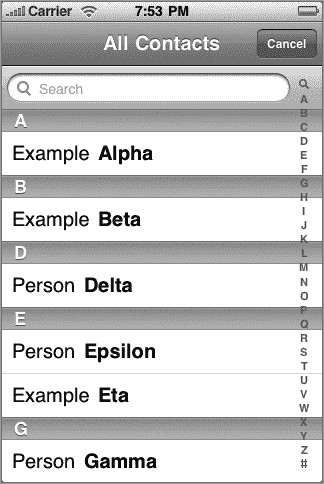 Carrier 7:53 PM
All Contacts Cancel
Search
A
Example Alpha
B
Example Beta
D
Person Delta
E
Person Epsilon
Example Eta
G
Person Gamma
A
B
C
D
E
F
G
H
I
J
K
L
M
N
O
P
Q
R
S
T
U
V
W
X
Y
Z
#